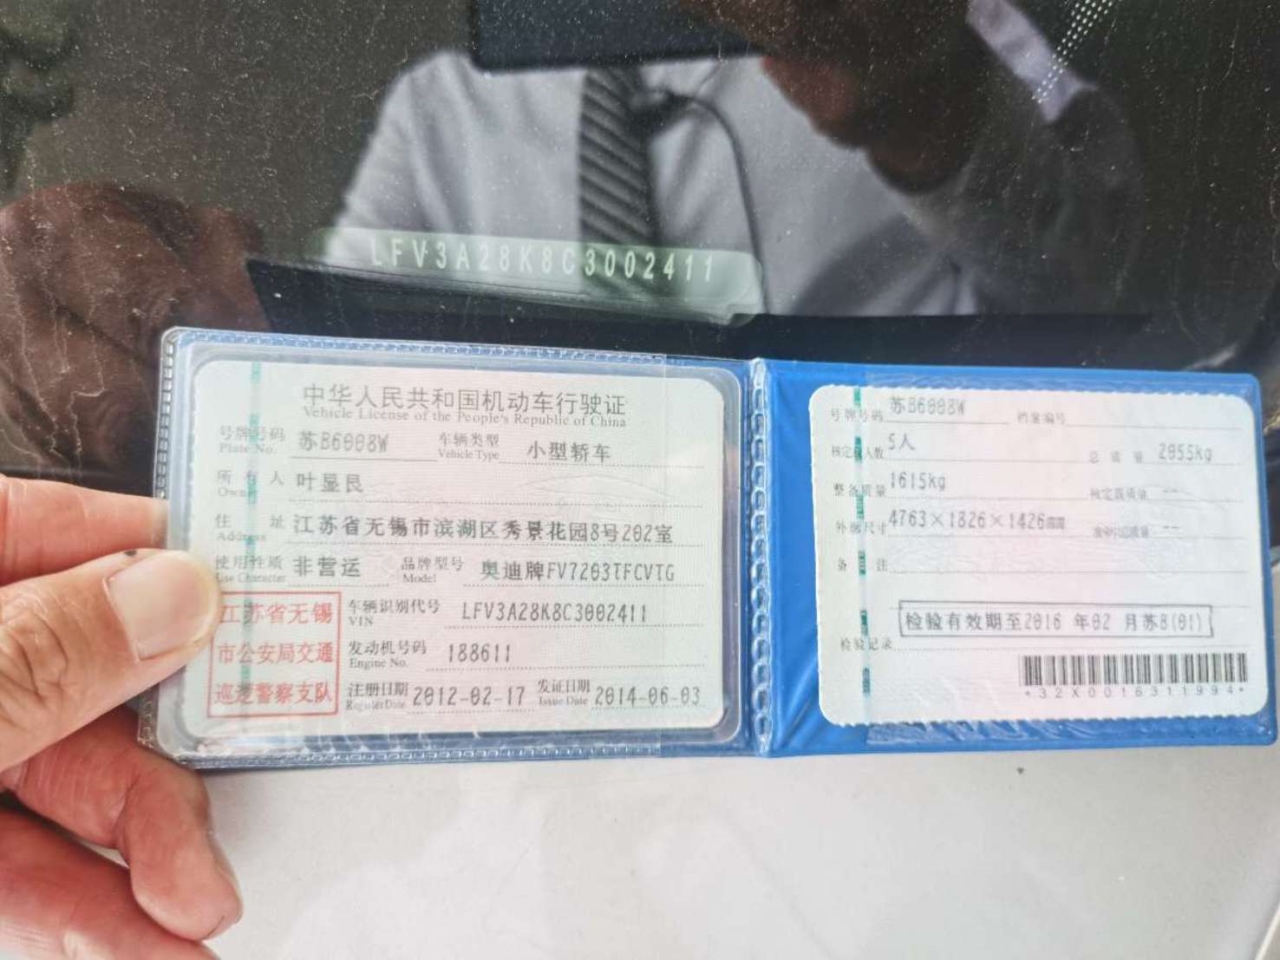 LFV3A28K8C3002411
中华人民共和国机动车行驶证
Vehicle License of the People's Republic of China
号牌号码 苏B6008W 车辆类型 小型轿车
Plate No. Vehicle Type
所有人 叶显良
Owner
住址 江苏省无锡市滨湖区秀景花园8号202室
Address
使用性质 非营运 品牌型号 奥迪牌FV7203TFCVTG
Use Character Model
江苏省无锡
市公安局交通
巡逻警察支队
车辆识别代号 LFV3A28K8C3002411
VIN
发动机号码 188611
Engine No.
注册日期 2012-02-17 发证日期 2014-06-03
Register Date Issue Date
号牌号码 苏B6008W 档案编号
核定载人数 5人 总质量 2055kg
整备质量 1615kg 核定载质量 --
外廓尺寸 4763×1826×1426mm 准牵引总质量 --
备注
检验有效期至2016 年02 月苏B(01)
检验记录
*32X0016311994*